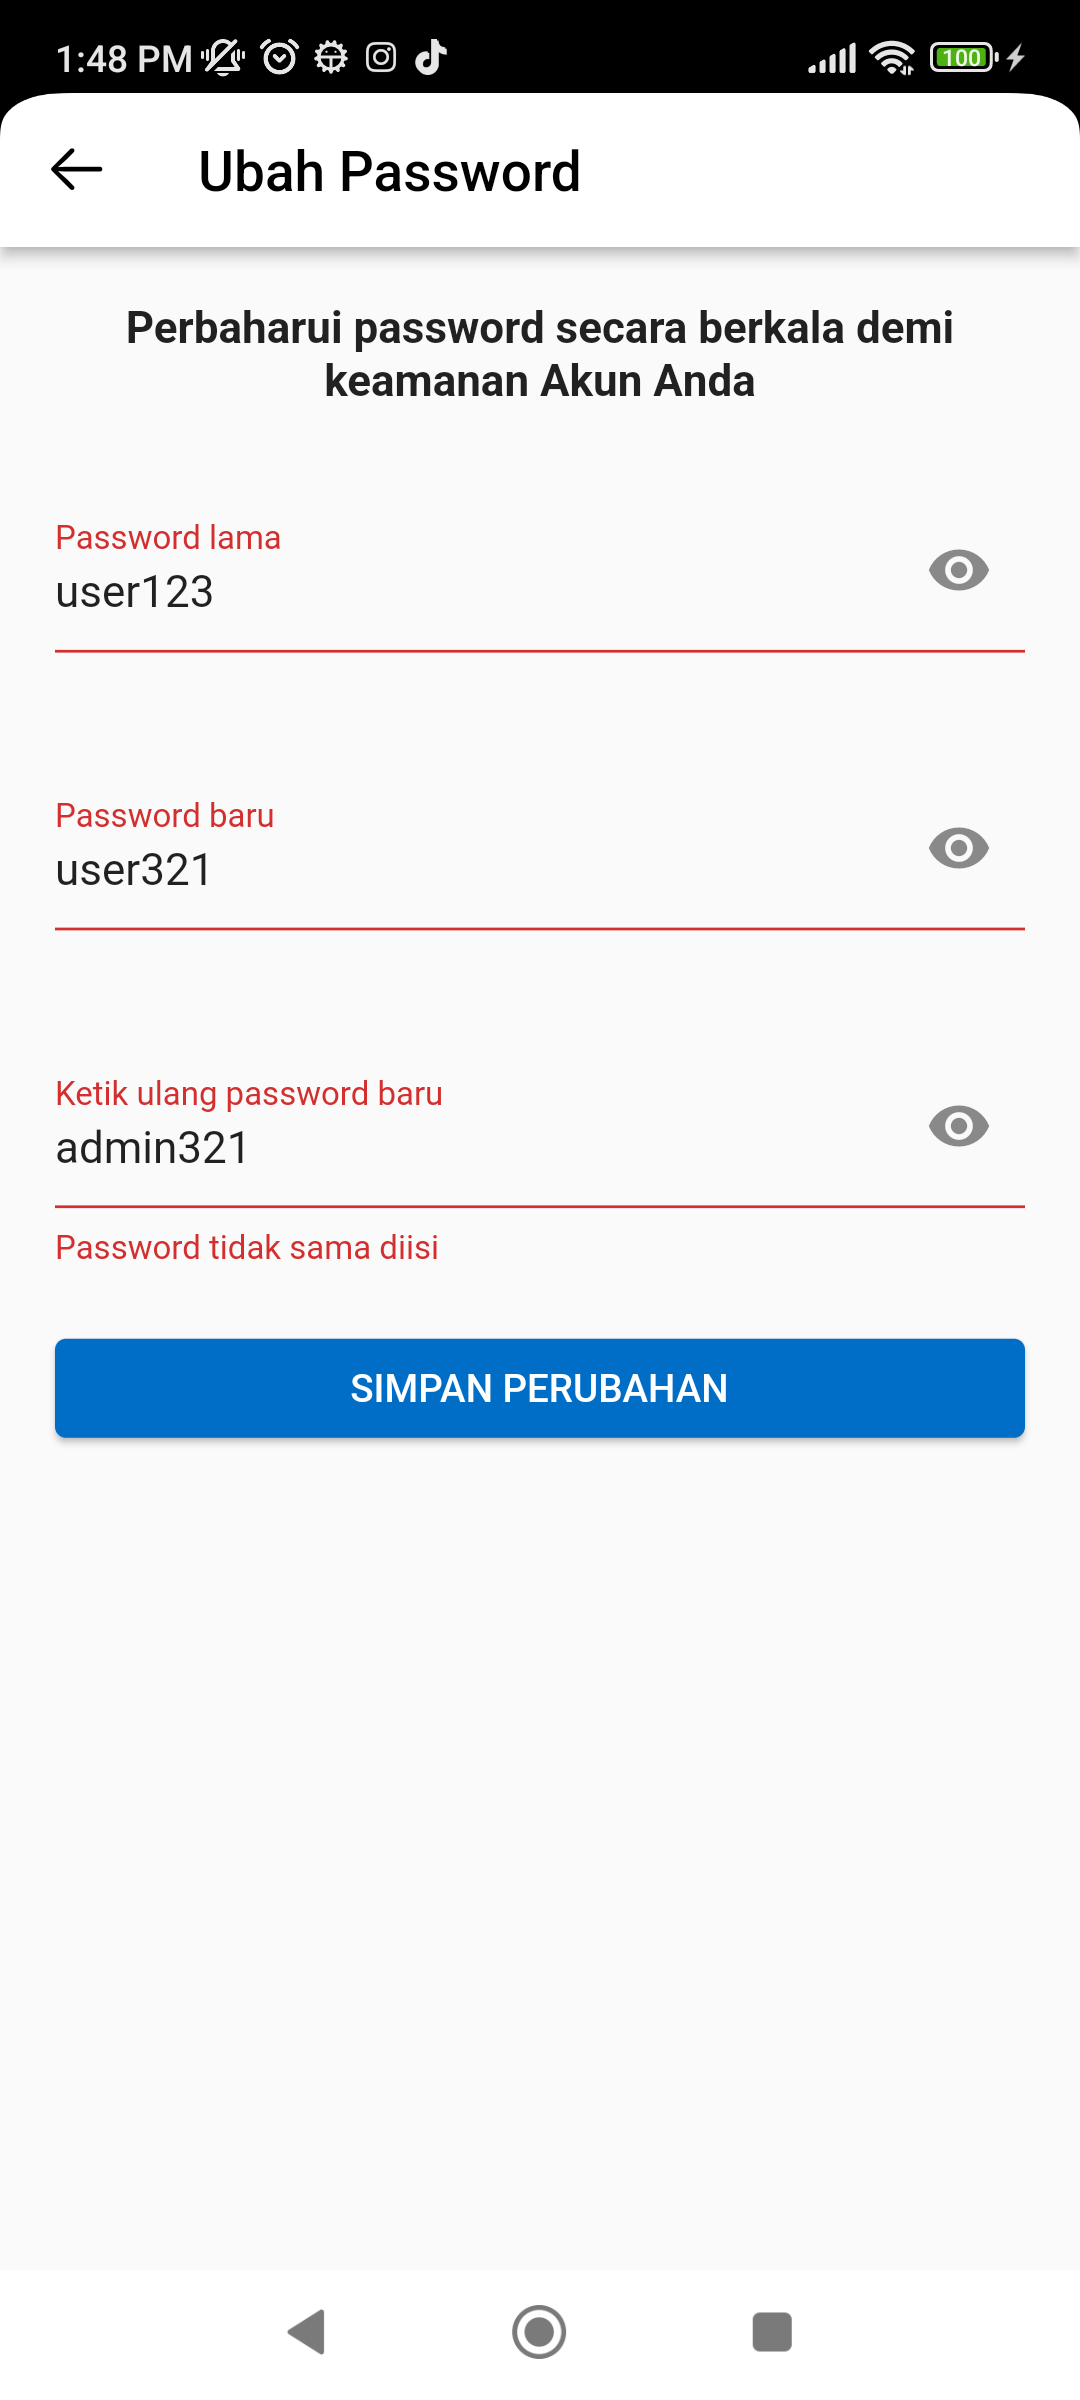 1:48 PM
100
Ubah Password
Perbaharui password secara berkala demi
keamanan Akun Anda
Password lama
user123
Password baru
user321
Ketik ulang password baru
admin321
Password tidak sama diisi
SIMPAN PERUBAHAN